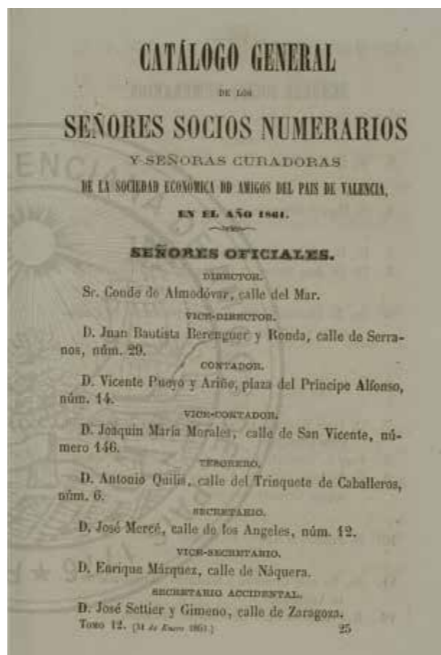 CATÁLOGO GENERAL
DE LOS
SEÑORES SOCIOS NUMERARIOS
Y SEÑORAS CURADORAS
DE LA SOCIEDAD ECONÓMICA DD AMIGOS DEL PAIS DE VALENCIA,
EN EL AÑO 1861.
SEÑORES OFICIALES.
DIRECTOR.
Sr. Conde de Almodóvar, calle del Mar.
VICE-DIRECTOR.
D. Juan Bautista Berenguer y Ronda, calle de Serra-
nos, núm. 29.
CONTADOR.
D. Vicente Pueyo y Ariño, plaza del Principe Alfonso,
núm. 14.
VICE-CONTADOR.
D. Joaquin María Morales, calle de San Vicente, nú-
mero 146.
TESORERO.
D. Antonio Quilis, calle del Trinquete de Caballeros,
núm. 6.
SECRETARIO.
D. José Mercé, calle de los Angeles, núm. 12.
VICE-SECRETARIO.
D. Enrique Márquez, calle de Náquera.
SECRETARIO ACCIDENTAL.
D. José Settier y Gimeno, calle de Zaragoza.
Tomo 12. (31 de Enero 1861.) 25